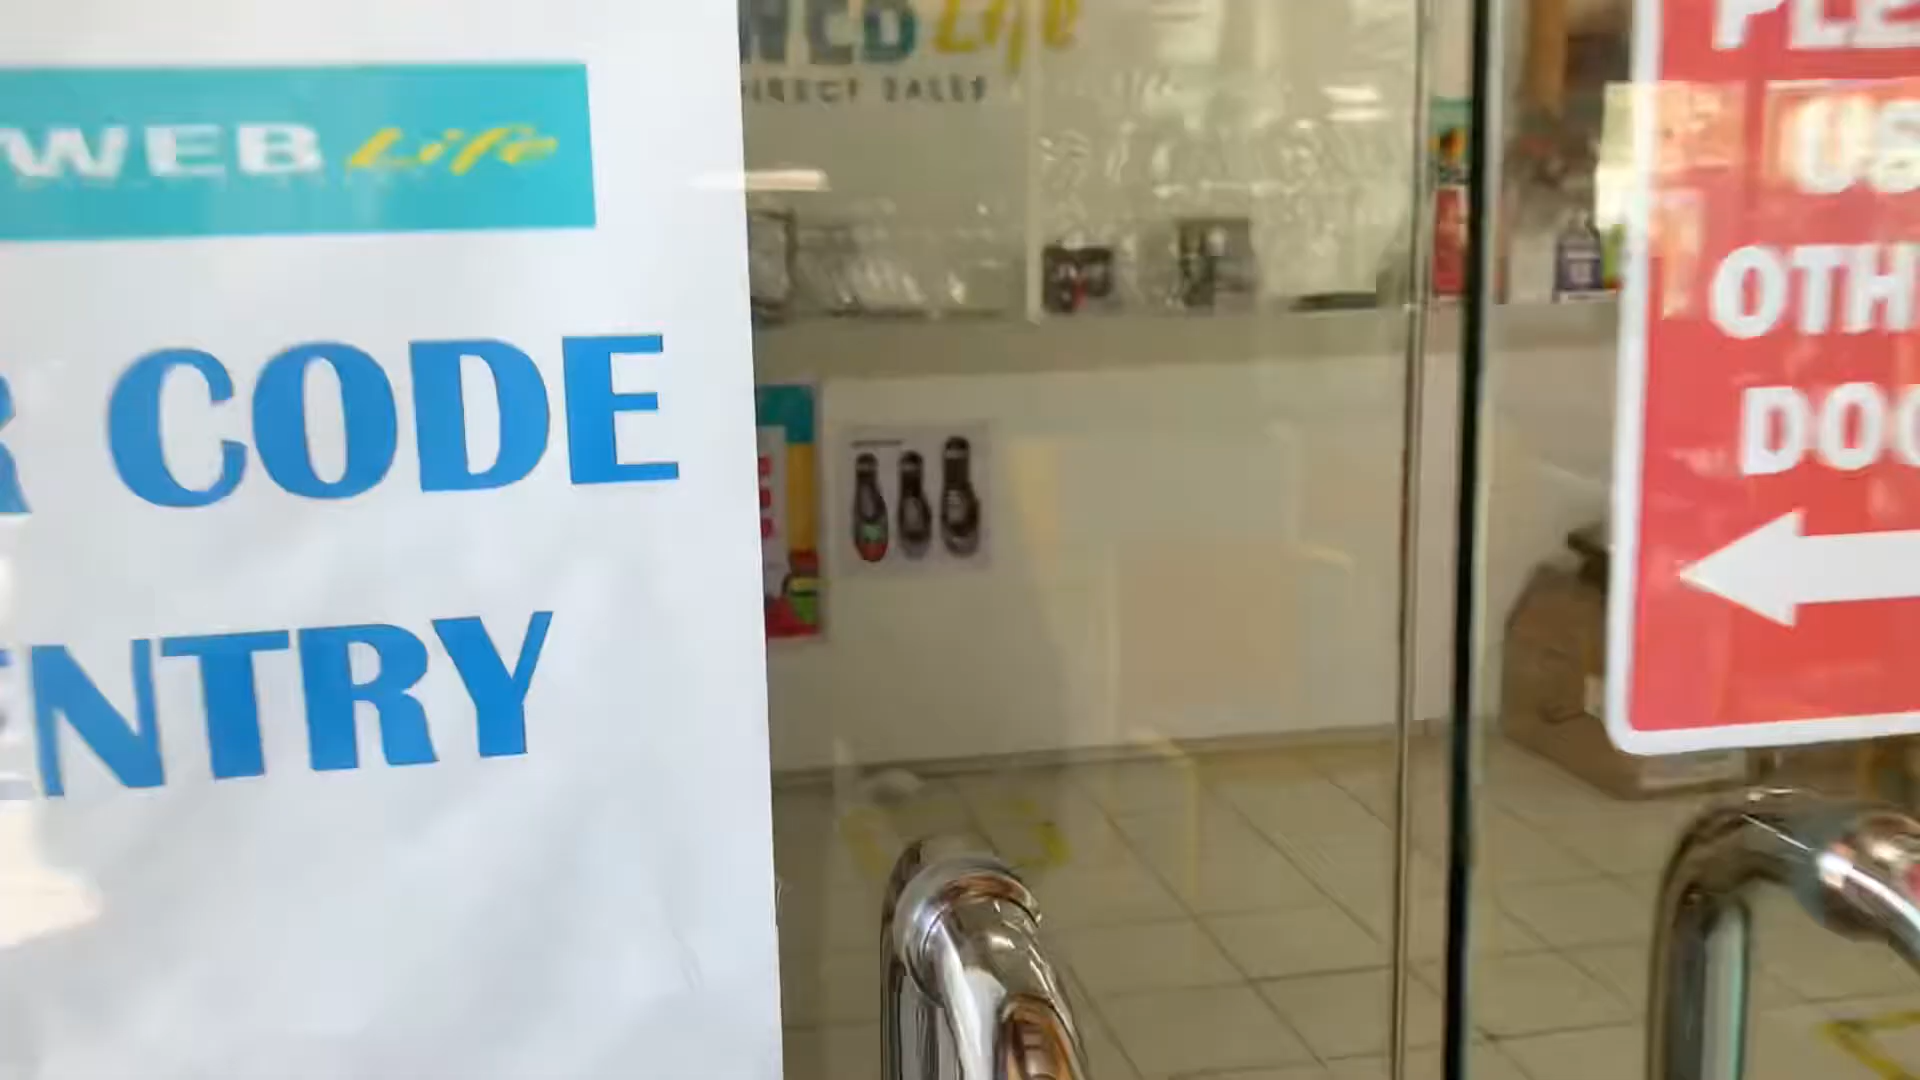 WEB Life
R CODE
ENTRY
WEB Life
DIRECT SALES
PLE
US
OTH
DOO